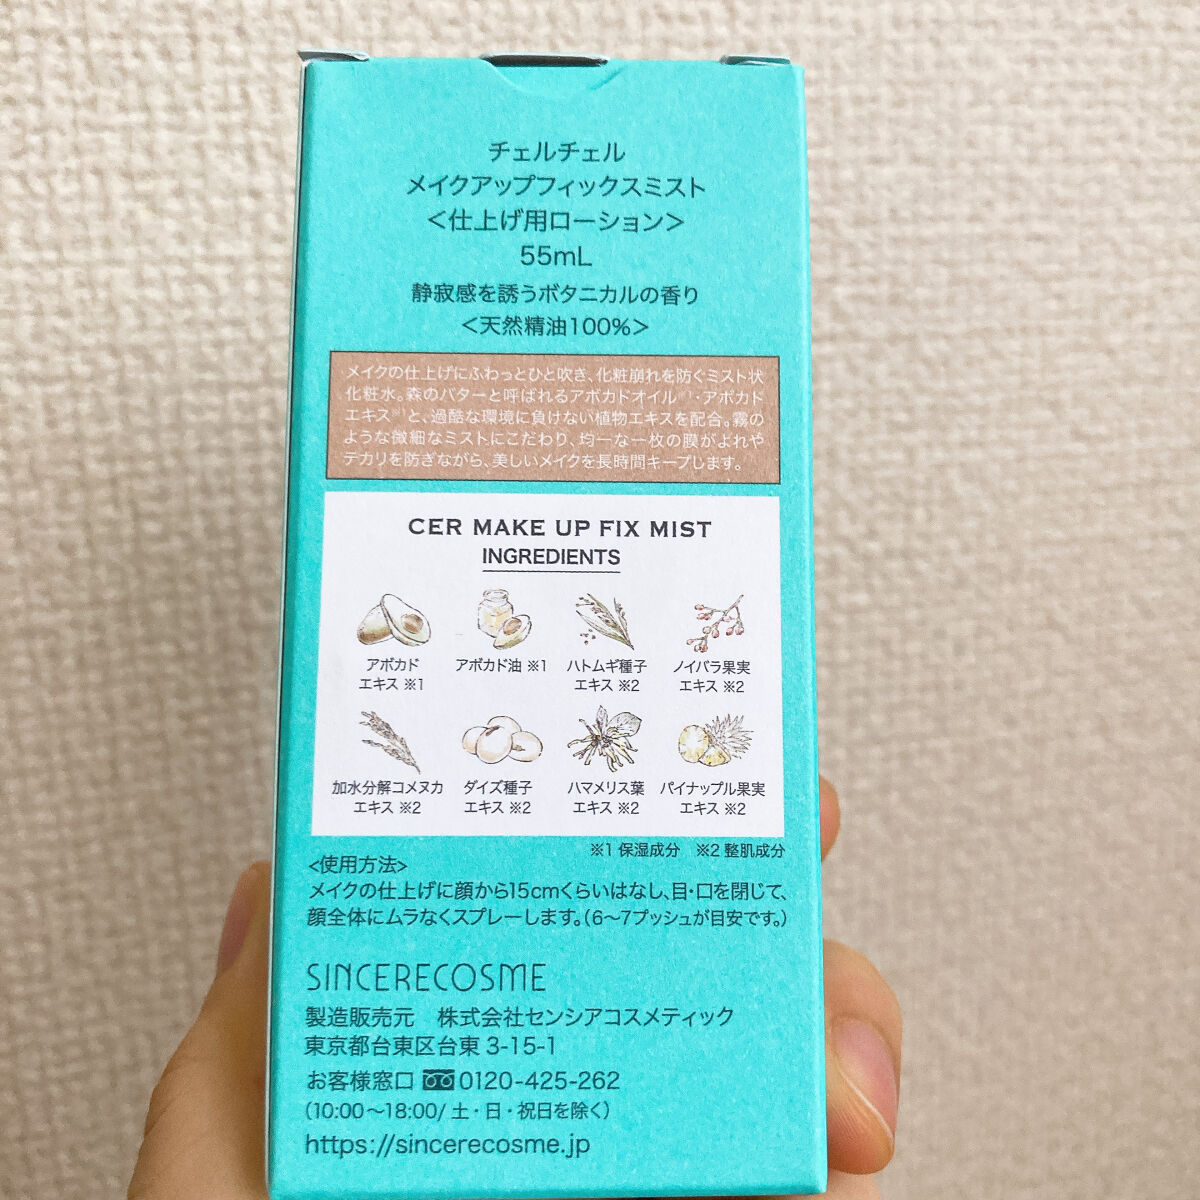 チェルチェル
メイクアップフィックスミスト
＜仕上げ用ローション＞
55mL
静寂感を誘うボタニカルの香り
＜天然精油100%＞
メイクの仕上げにふわっとひと吹き、化粧崩れを防ぐミスト状
化粧水。森のバターと呼ばれるアボカドオイル※1・アボカド
エキス※1と、過酷な環境に負けない植物エキスを配合。霧の
ような微細なミストにこだわり、均一な一枚の膜がよれや
テカリを防ぎながら、美しいメイクを長時間キープします。
CER MAKE UP FIX MIST
INGREDIENTS
アボカド
エキス ※1
アボカド油 ※1
ハトムギ種子
エキス ※2
ノイバラ果実
エキス ※2
加水分解コメヌカ
エキス ※2
ダイズ種子
エキス ※2
ハマメリス葉
エキス ※2
パイナップル果実
エキス ※2
※1 保湿成分　※2 整肌成分
<使用方法>
メイクの仕上げに顔から15cmくらいはなし、目・口を閉じて、
顔全体にムラなくスプレーします。（6〜7プッシュが目安です。）
SINCERECOSME
製造販売元　株式会社センシアコスメティック
東京都台東区台東 3-15-1
お客様窓口 0120-425-262
（10:00〜18:00/ 土・日・祝日を除く）
https://sincerecosme.jp